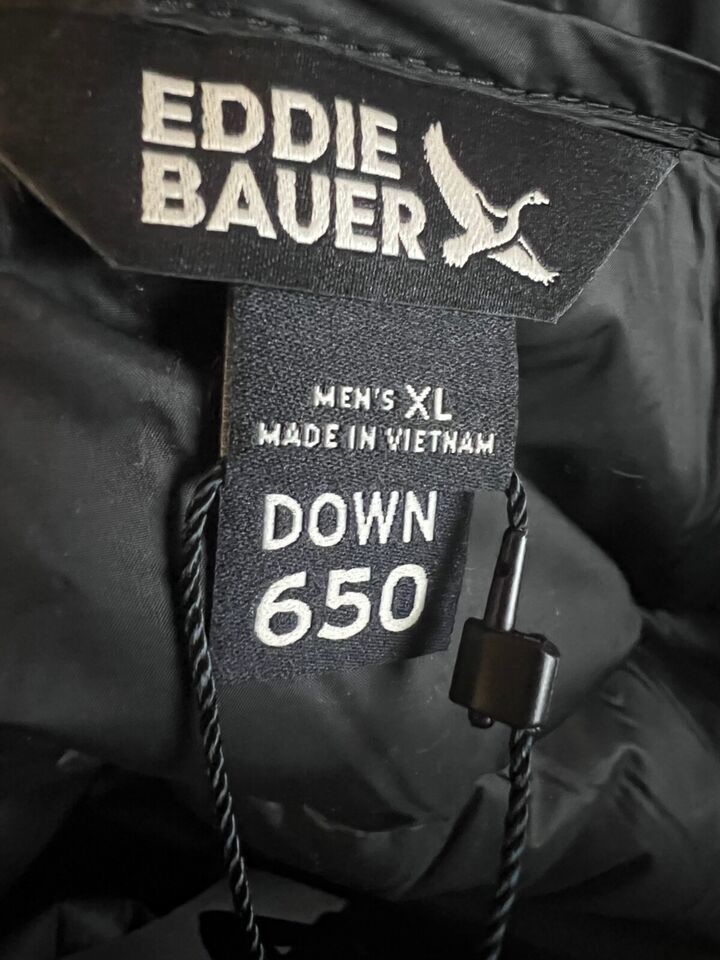 EDDIE
BAUER
MEN'S XL
MADE IN VIETNAM
DOWN
650